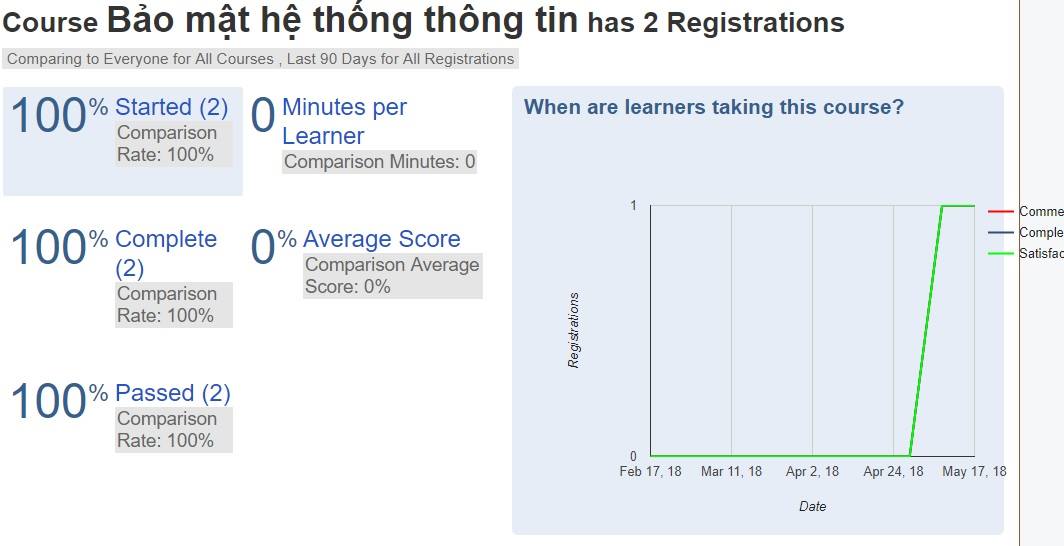 Course Bảo mật hệ thống thông tin has 2 Registrations
Comparing to Everyone for All Courses , Last 90 Days for All Registrations
100% Started (2)
Comparison
Rate: 100%
0 Minutes per
Learner
Comparison Minutes: 0
100% Complete
(2)
Comparison
Rate: 100%
0% Average Score
Comparison Average
Score: 0%
100% Passed (2)
Comparison
Rate: 100%
When are learners taking this course?
1
Registrations
0
Feb 17, 18 Mar 11, 18 Apr 2, 18 Apr 24, 18 May 17, 18
Date
Comme
Comple
Satisfac